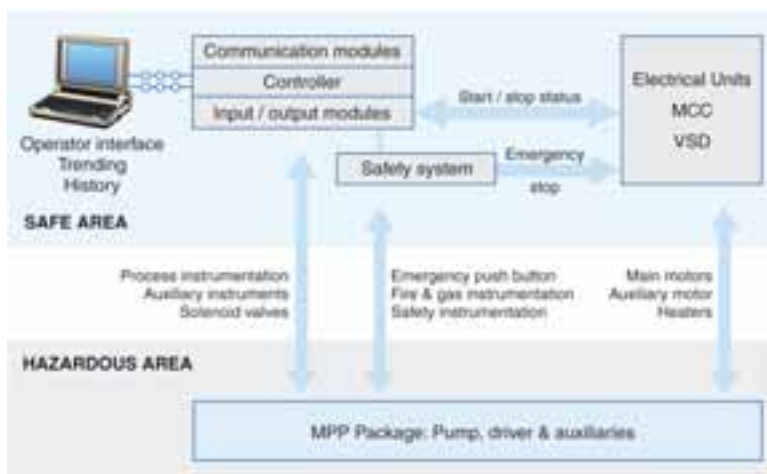 Communication modules
Controller
Input / output modules
Operator interface
Trending
History
Start / stop status
Electrical Units
MCC
VSD
Safety system
Emergency
stop
SAFE AREA
Process instrumentation
Auxiliary instruments
Solenoid valves
Emergency push button
Fire & gas instrumentation
Safety instrumentation
Main motors
Auxiliary motor
Heaters
HAZARDOUS AREA
MPP Package: Pump, driver & auxiliaries